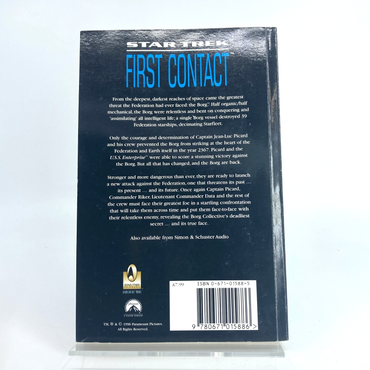 STAR TREK
FIRST CONTACT
From the deepest, darkest reaches of space came the greatest
threat the Federation had ever faced: the Borg.™ Half organic/half
mechanical, the Borg were relentless and bent on conquering and
'assimilating' all intelligent life; a single Borg vessel destroyed 39
Federation starships, decimating Starfleet.
Only the courage and determination of Captain Jean-Luc Picard
and his crew prevented the Borg from striking at the heart of the
Federation and Earth itself in the year 2367. Picard and the
U.S.S. Enterprise™ were able to score a stunning victory against
the Borg. But all that has changed, and the Borg are back.
Stronger and more dangerous than ever, they are ready to launch
a new attack against the Federation, one that threatens its past ...
its present ... and its future. Once again Captain Picard,
Commander Riker, Lieutenant Commander Data and the rest of
the crew must face their greatest foe in a startling confrontation
that will take them across time and put them face-to-face with
their relentless enemy, revealing the Borg Collective's deadliest
secret ... and its true face.
Also available from Simon & Schuster Audio
£7.99
ISBN 0-671-01588-5
9 780671 015886 >
TM, ® & © 1996 Paramount Pictures
All Rights Reserved.